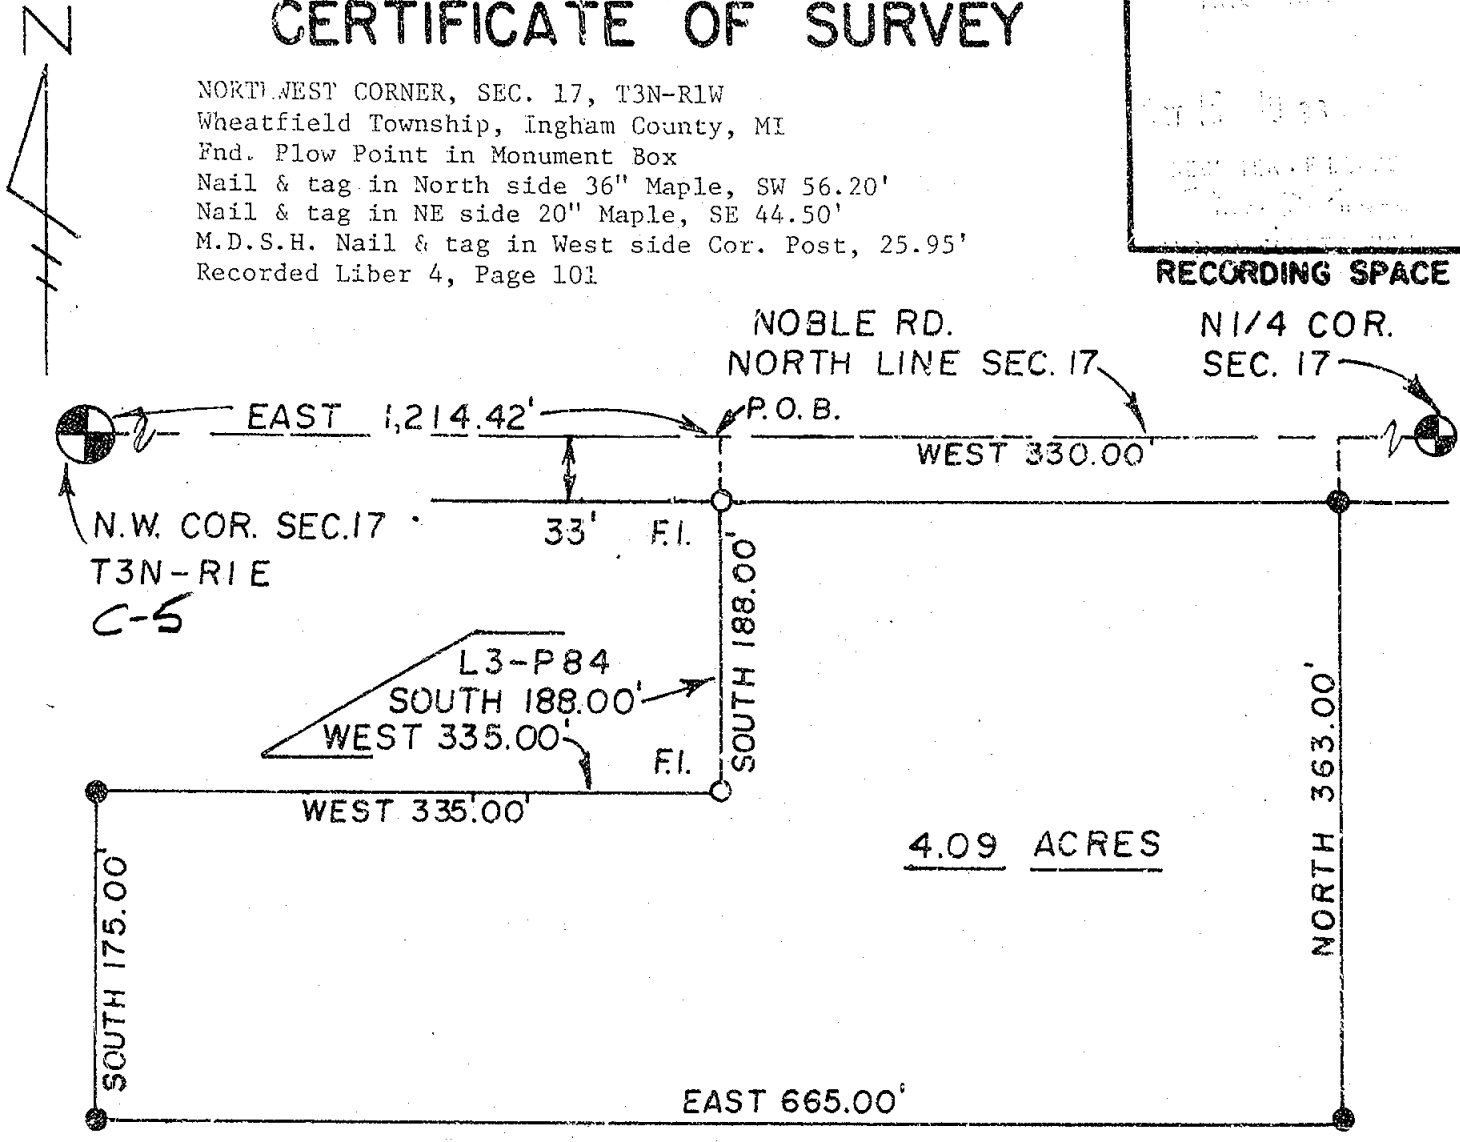 N
CERTIFICATE OF SURVEY
CORNER, SEC. 17, T3N-R1W
Wheatfield Township, Ingham County, MI
Fnd. Plow Point in Monument Box
Nail & tag in North side 36" Maple, SW 56.20'
Nail & tag in NE side 20" Maple, SE 44.50'
M.D.S.H. Nail & tag in West side Cor. Post, 25.95'
Recorded Liber 4, Page 101
RECORDING SPACE
NOBLE RD.
NORTH LINE SEC. 17
N 1/4 COR.
SEC. 17
EAST 1,214.42'
P.O.B.
WEST 330.00'
N.W. COR. SEC. 17
T3N-R1E
C-5
33'
F.I.
SOUTH 188.00'
L3-P84
SOUTH 188.00'
WEST 335.00'
F.I.
WEST 335.00'
4.09 ACRES
NORTH 363.00'
SOUTH 175.00'
EAST 665.00'